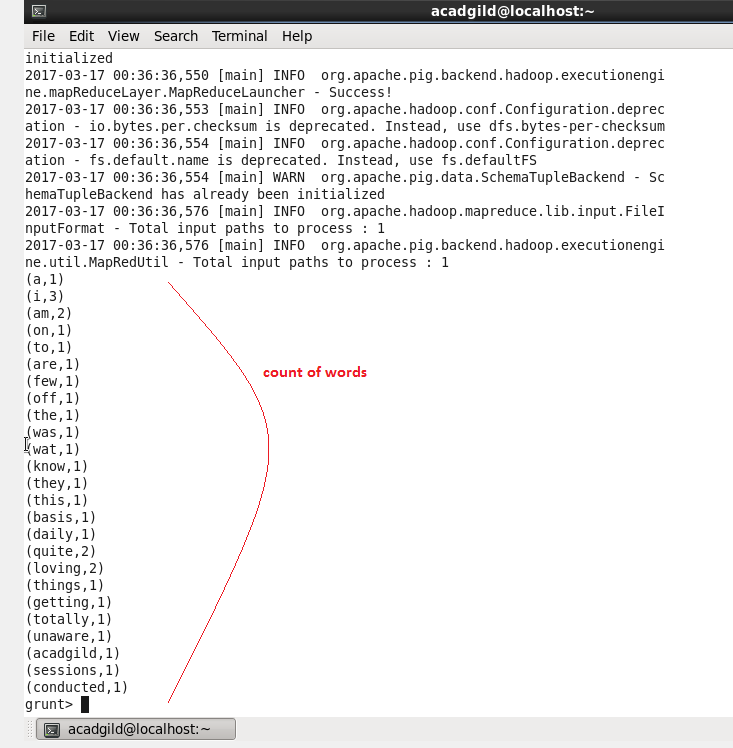 acadgild@localhost:~
File Edit View Search Terminal Help
initialized
2017-03-17 00:36:36,550 [main] INFO  org.apache.pig.backend.hadoop.executionengi
ne.mapReduceLayer.MapReduceLauncher - Success!
2017-03-17 00:36:36,553 [main] INFO  org.apache.hadoop.conf.Configuration.deprec
ation - io.bytes.per.checksum is deprecated. Instead, use dfs.bytes-per-checksum
2017-03-17 00:36:36,554 [main] INFO  org.apache.hadoop.conf.Configuration.deprec
ation - fs.default.name is deprecated. Instead, use fs.defaultFS
2017-03-17 00:36:36,554 [main] WARN  org.apache.pig.data.SchemaTupleBackend - Sc
hemaTupleBackend has already been initialized
2017-03-17 00:36:36,576 [main] INFO  org.apache.hadoop.mapreduce.lib.input.FileI
nputFormat - Total input paths to process : 1
2017-03-17 00:36:36,576 [main] INFO  org.apache.pig.backend.hadoop.executionengi
ne.util.MapRedUtil - Total input paths to process : 1
(a,1)
(i,3)
(am,2)
(on,1)
(to,1)
(are,1)
count of words
(few,1)
(off,1)
(the,1)
(was,1)
(wat,1)
(know,1)
(they,1)
(this,1)
(basis,1)
(daily,1)
(quite,2)
(loving,2)
(things,1)
(getting,1)
(totally,1)
(unaware,1)
(acadgild,1)
(sessions,1)
(conducted,1)
grunt>
acadgild@localhost:~